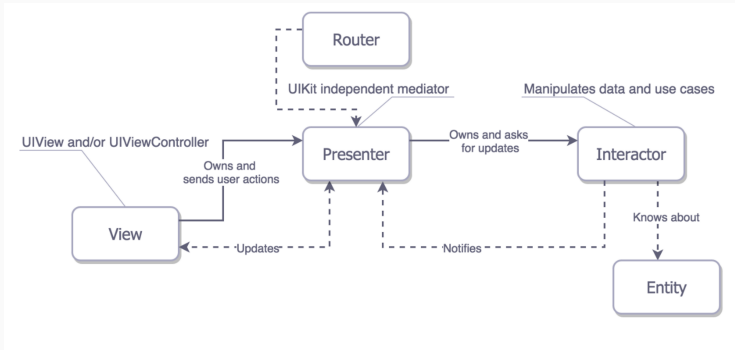 Router
UIKit independent mediator
Manipulates data and use cases
UIView and/or UIViewController
Presenter
Owns and asks
for updates
Interactor
Owns and
sends user actions
View
Updates
Notifies
Knows about
Entity